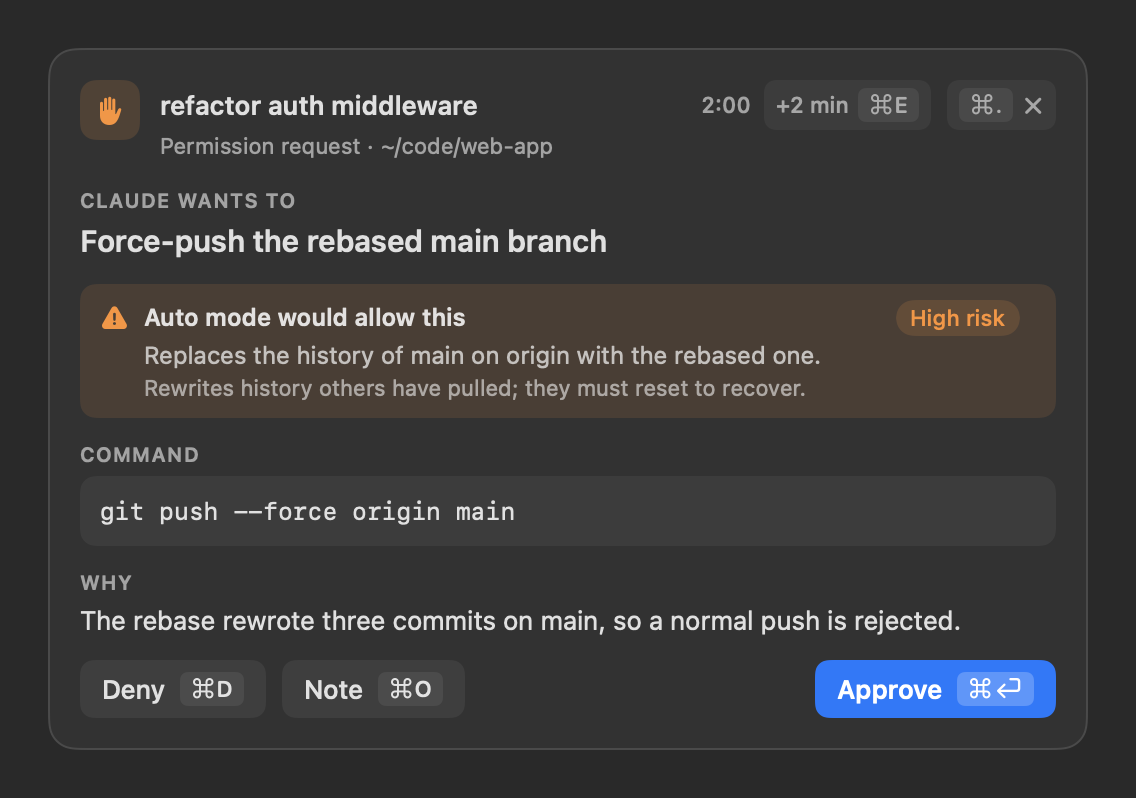 refactor auth middleware
2:00
+2 min ⌘E
⌘.
Permission request · ~/code/web-app
CLAUDE WANTS TO
Force-push the rebased main branch
Auto mode would allow this
High risk
Replaces the history of main on origin with the rebased one.
Rewrites history others have pulled; they must reset to recover.
COMMAND
git push --force origin main
WHY
The rebase rewrote three commits on main, so a normal push is rejected.
Deny ⌘D
Note ⌘O
Approve ⌘↩